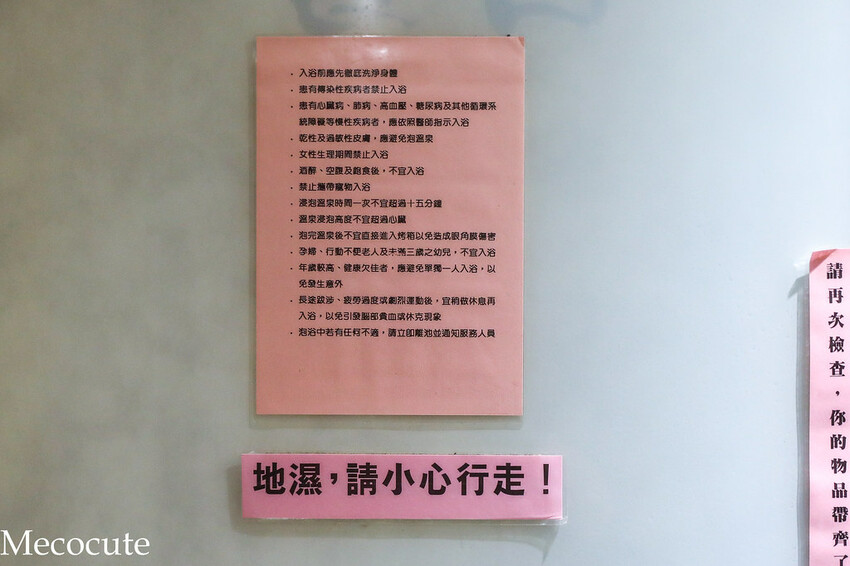 ・入浴前應先徹底洗淨身體
・患有傳染性疾病者禁止入浴
・患有心臟病、肺病、高血壓、糖尿病及其他循環系
統障礙等慢性疾病者，應依照醫師指示入浴
・乾性及過敏性皮膚，應避免泡溫泉
・女性生理期間禁止入浴
・酒醉、空腹及飽食後，不宜入浴
・禁止攜帶寵物入浴
・浸泡溫泉時間一次不宜超過十五分鐘
・溫泉浸泡高度不宜超過心臟
・泡完溫泉後不宜直接進入烤箱以免造成眼角膜傷害
・孕婦、行動不便老人及未滿三歲之幼兒，不宜入浴
・年歲較高、健康欠佳者，應避免單獨一人入浴，以
免發生意外
・長途跋涉、疲勞過度或劇烈運動後，宜稍做休息再
入浴，以免引發腦部貧血或休克現象
・泡浴中若有任何不適，請立即離池並通知服務人員
地濕，請小心行走！
請再次檢查，你的物品帶齊了
Mecocute